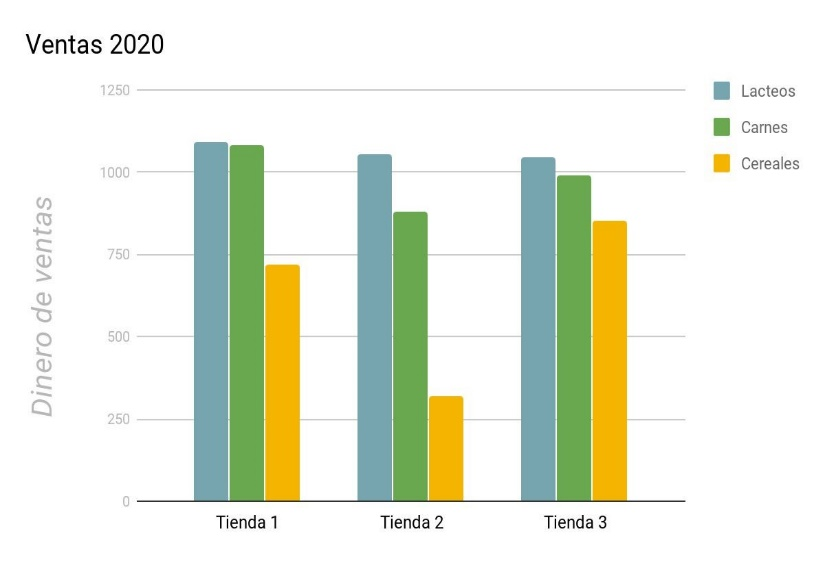 Ventas 2020
Dinero de ventas
1250
1000
750
500
250
0
Tienda 1
Tienda 2
Tienda 3
Lacteos
Carnes
Cereales